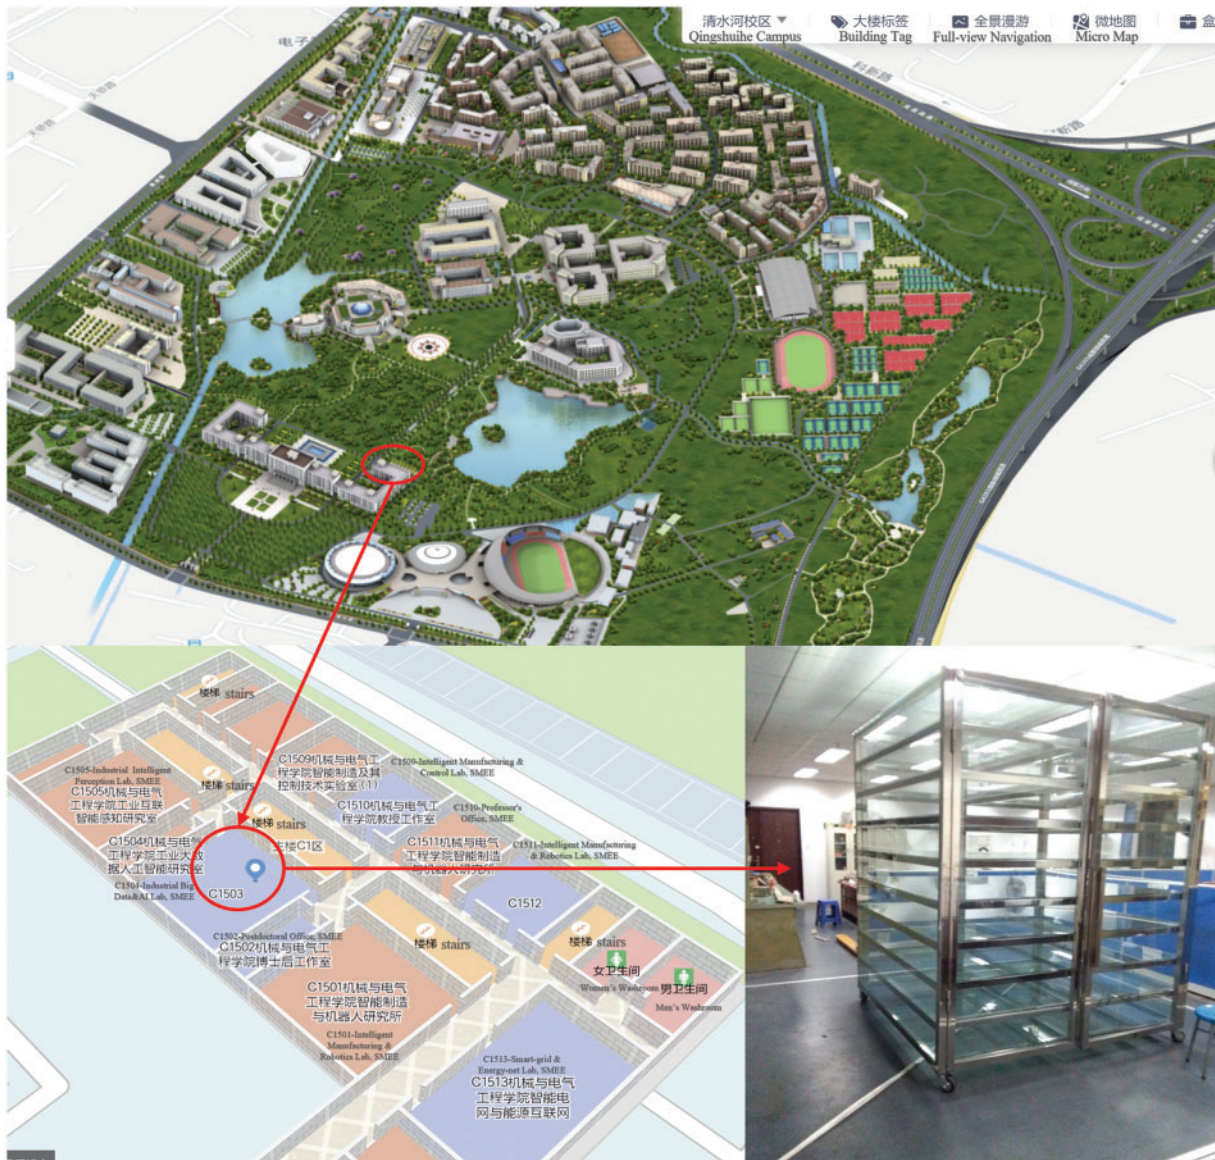 清水河校区 大楼标签 全景漫游 微地图 盒
Qingshuihe Campus Building Tag Full-view Navigation Micro Map
电子
科新路
楼梯 stairs
C1505-Industrial Intelligent
Perception Lab, SMEE
C1505机械与电气
工程学院工业互联
智能感知研究室
楼梯 stairs
C1509机械与电气工
程学院智能制造及其
控制技术实验室（1）
C1509-Intelligent Manufacturing &
Control Lab, SMEE
C1510机械与电气工
程学院教授工作室
C1510-Professor's
Office, SMEE
楼梯 stairs
主楼C1区
C1504机械与电气
工程学院工业大数
据人工智能研究室
C1504-Industrial Big
Data&AI Lab, SMEE
C1503
C1511机械与电气
工程学院智能制造
与机器人研究所
C1511-Intelligent Manufacturing
& Robotics Lab, SMEE
C1512
C1502-Postdoctoral Office, SMEE
C1502机械与电气工
程学院博士后工作室
楼梯 stairs
楼梯 stairs
女卫生间
Women's Washroom
男卫生间
Men's Washroom
C1501机械与电气
工程学院智能制造
与机器人研究所
C1501-Intelligent
Manufacturing &
Robotics Lab, SMEE
C1513-Smart-grid &
Energy-net Lab, SMEE
C1513机械与电气
工程学院智能电
网与能源互联网